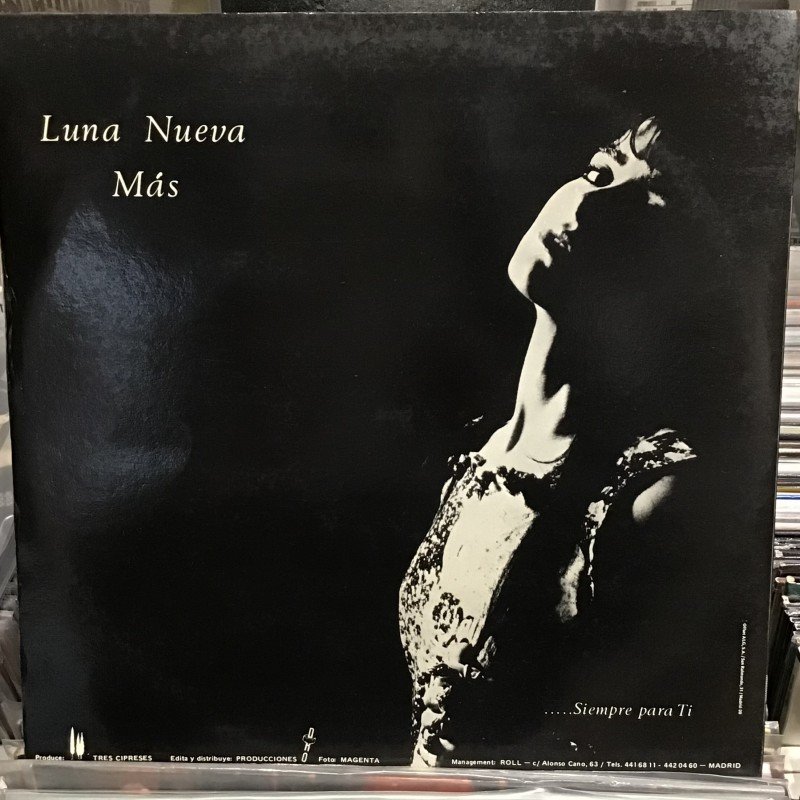 Luna Nueva
Más
.....Siempre para Ti
Produce: TRES CIPRESES Edita y distribuye: PRODUCCIONES DRO Foto: MAGENTA Management: ROLL — c/ Alonso Cano, 63 / Tels. 441 68 11 - 442 04 60 — MADRID